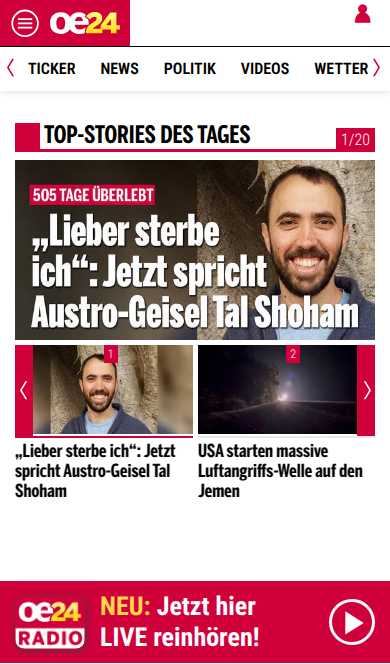 oe24
TICKER NEWS POLITIK VIDEOS WETTER
TOP-STORIES DES TAGES 1/20
505 TAGE ÜBERLEBT
„Lieber sterbe
ich“: Jetzt spricht
Austro-Geisel Tal Shoham
1
2
„Lieber sterbe ich“: Jetzt
spricht Austro-Geisel Tal
Shoham
USA starten massive
Luftangriffs-Welle auf den
Jemen
oe24
RADIO
NEU: Jetzt hier
LIVE reinhören!